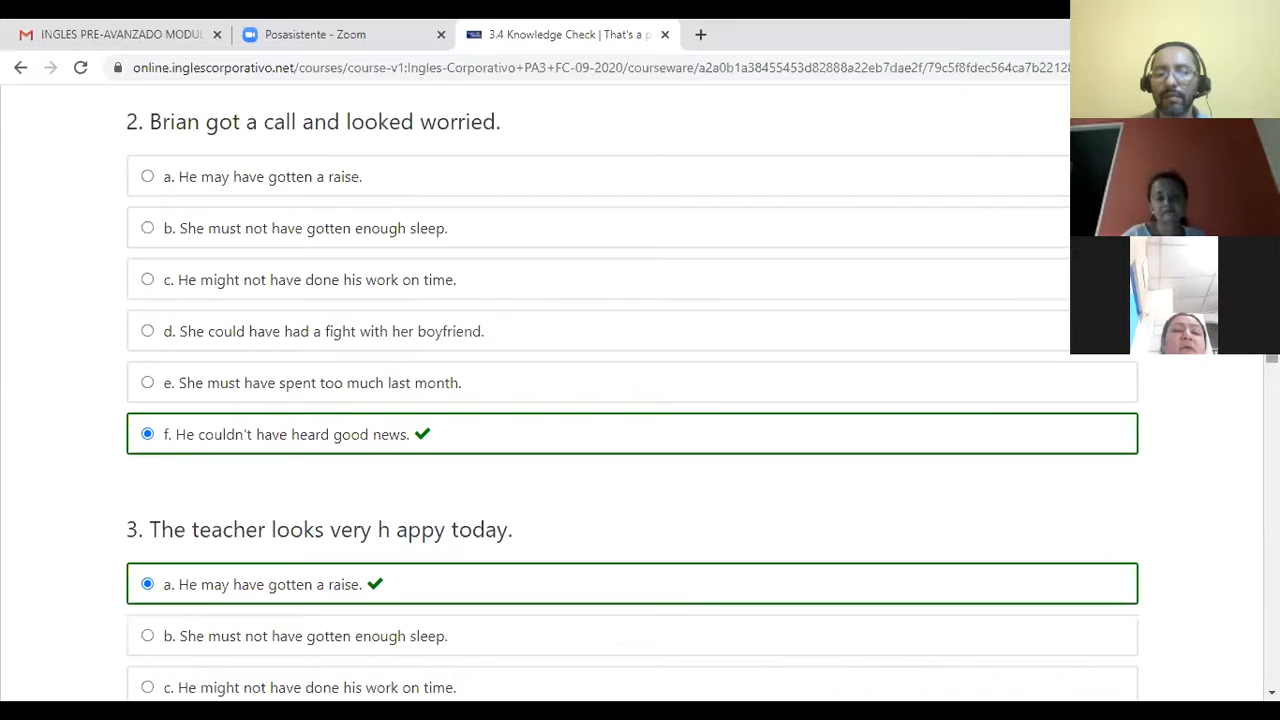 INGLES PRE-AVANZADO MODUL
Posasistente - Zoom
3.4 Knowledge Check | That's a p
online.inglescorporativo.net/courses/course-v1:Ingles-Corporativo+PA3+FC-09-2020/courseware/a2a0b1a38455453d82888a22eb7dae2f/79c5f8fdec564ca7b22128
2. Brian got a call and looked worried.
a. He may have gotten a raise.
b. She must not have gotten enough sleep.
c. He might not have done his work on time.
d. She could have had a fight with her boyfriend.
e. She must have spent too much last month.
f. He couldn't have heard good news.
3. The teacher looks very h appy today.
a. He may have gotten a raise.
b. She must not have gotten enough sleep.
c. He might not have done his work on time.